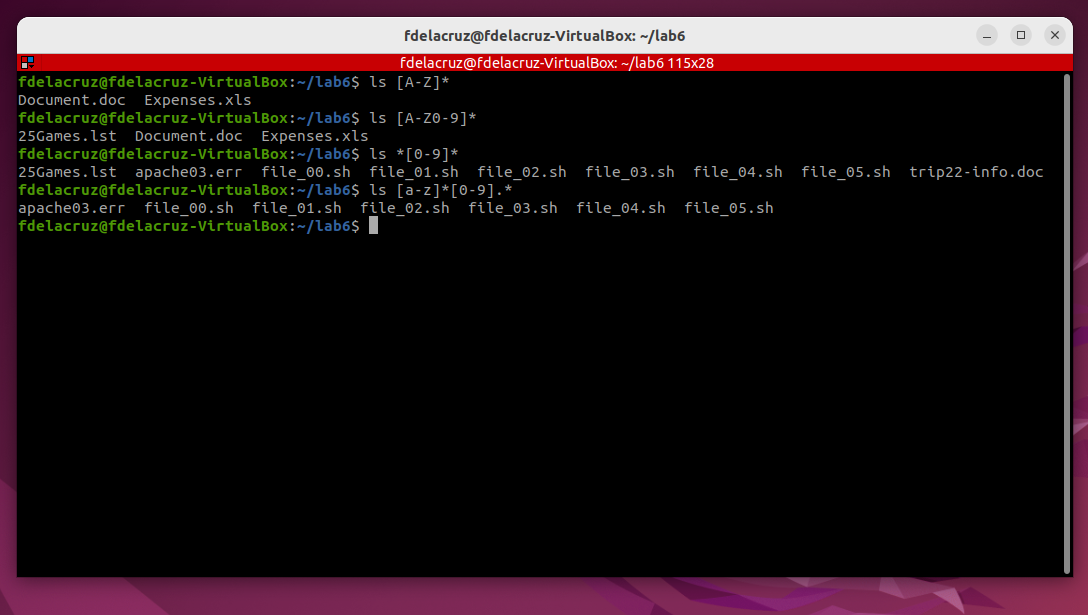 fdelacruz@fdelacruz-VirtualBox: ~/lab6
fdelacruz@fdelacruz-VirtualBox: ~/lab6 115x28
fdelacruz@fdelacruz-VirtualBox:~/lab6$ ls [A-Z]*
Document.doc  Expenses.xls
fdelacruz@fdelacruz-VirtualBox:~/lab6$ ls [A-Z0-9]*
25Games.lst  Document.doc  Expenses.xls
fdelacruz@fdelacruz-VirtualBox:~/lab6$ ls *[0-9]*
25Games.lst  apache03.err  file_00.sh  file_01.sh  file_02.sh  file_03.sh  file_04.sh  file_05.sh  trip22-info.doc
fdelacruz@fdelacruz-VirtualBox:~/lab6$ ls [a-z]*[0-9].*
apache03.err  file_00.sh  file_01.sh  file_02.sh  file_03.sh  file_04.sh  file_05.sh
fdelacruz@fdelacruz-VirtualBox:~/lab6$